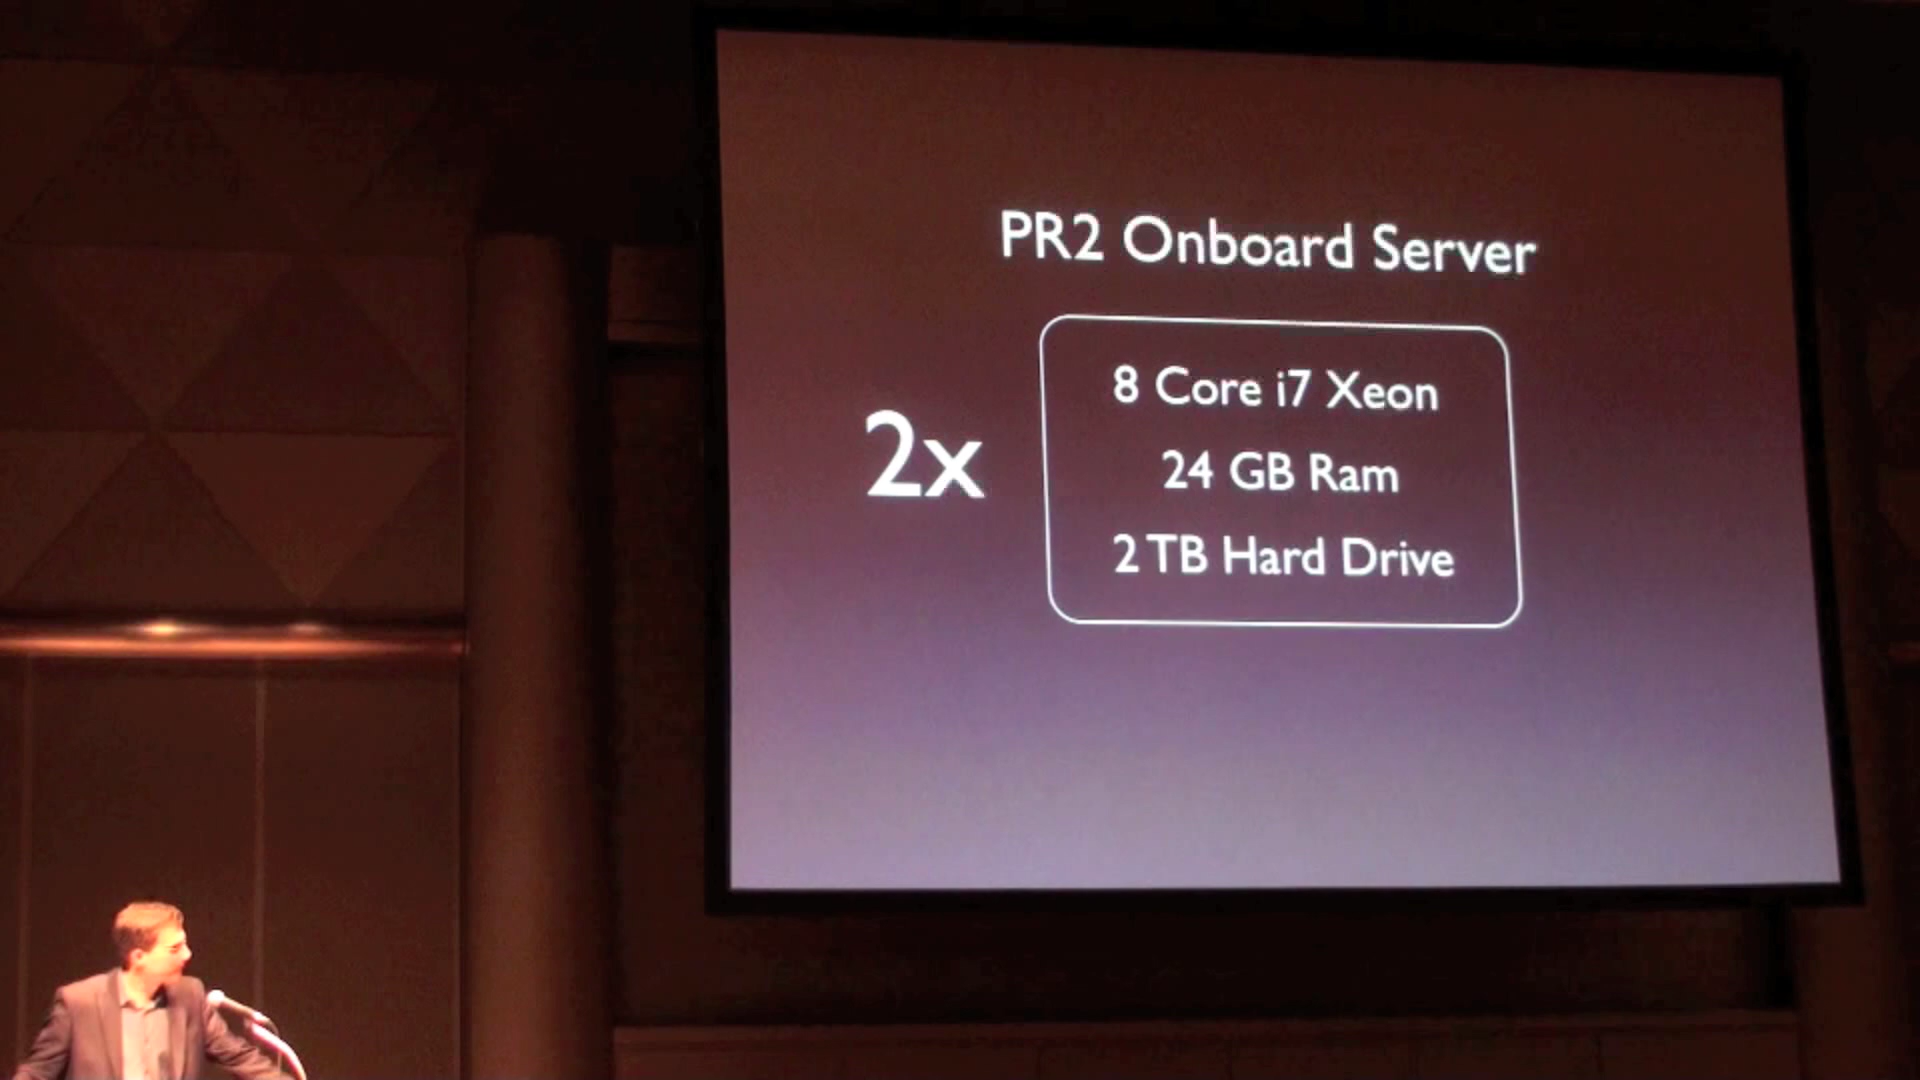 PR2 Onboard Server
2x
8 Core i7 Xeon
24 GB Ram
2 TB Hard Drive